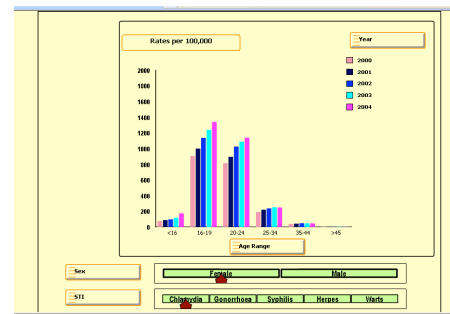 Rates per 100,000
Year
2000
2001
2002
2003
2004
2000
1800
1600
1400
1200
1000
800
600
400
200
0
<16 16-19 20-24 25-34 35-44 >45
Age Range
Sex
Female Male
STI
Chlamydia Gonorrhoea Syphilis Herpes Warts